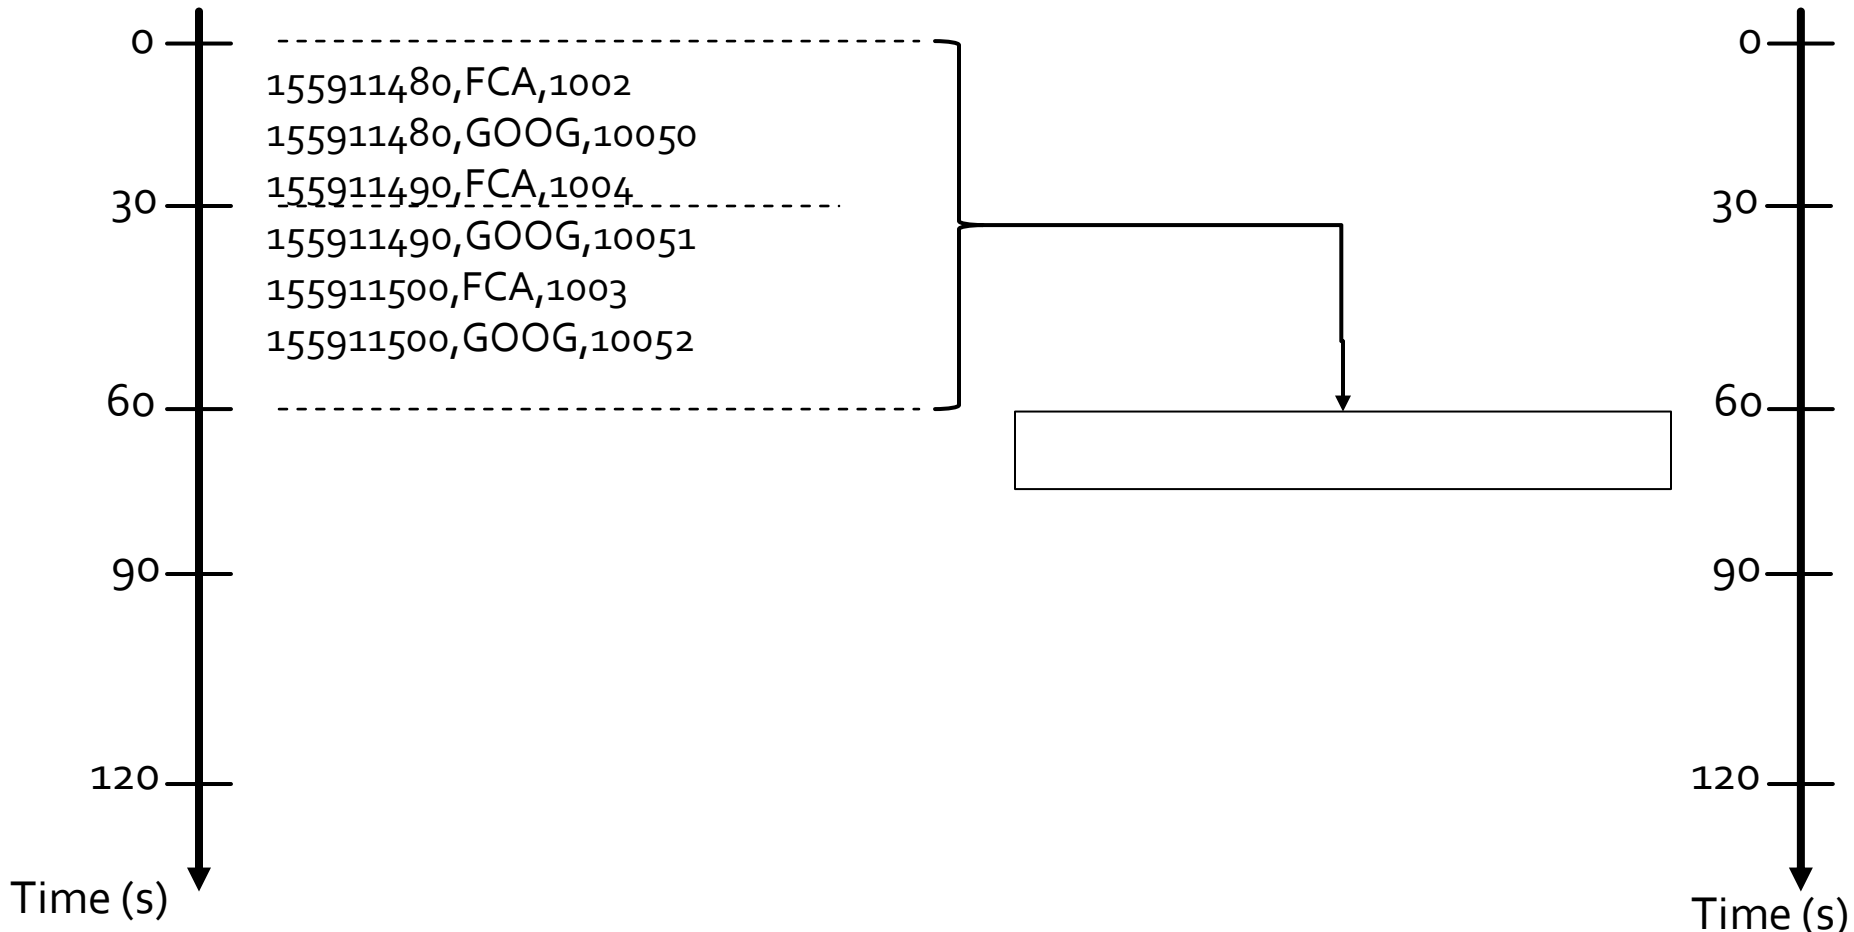 0
155911480,FCA,1002
155911480,GOOG,10050
155911490,FCA,1004
30
155911490,GOOG,10051
155911500,FCA,1003
155911500,GOOG,10052
60
90
120
Time (s)
0
30
60
90
120
Time (s)